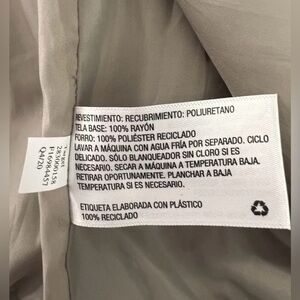 REVESTIMIENTO: RECUBRIMIENTO: POLIURETANO
TELA BASE: 100% RAYÓN
FORRO: 100% POLIÉSTER RECICLADO
LAVAR A MÁQUINA CON AGUA FRÍA POR SEPARADO. CICLO
DELICADO. SÓLO BLANQUEADOR SIN CLORO SI ES
NECESARIO. SECAR A MÁQUINA A TEMPERATURA BAJA.
RETIRAR OPORTUNAMENTE. PLANCHAR A BAJA
TEMPERATURA SI ES NECESARIO.
ETIQUETA ELABORADA CON PLÁSTICO
100% RECICLADO
Q4/20